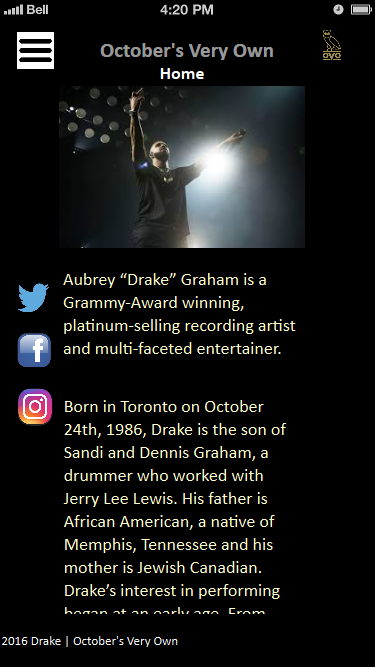 Bell 4:20 PM
October's Very Own
OVO
Home
Aubrey “Drake” Graham is a
Grammy-Award winning,
platinum-selling recording artist
and multi-faceted entertainer.
Born in Toronto on October
24th, 1986, Drake is the son of
Sandi and Dennis Graham, a
drummer who worked with
Jerry Lee Lewis. His father is
African American, a native of
Memphis, Tennessee and his
mother is Jewish Canadian.
Drake’s interest in performing
began at an early age. From
2016 Drake | October's Very Own